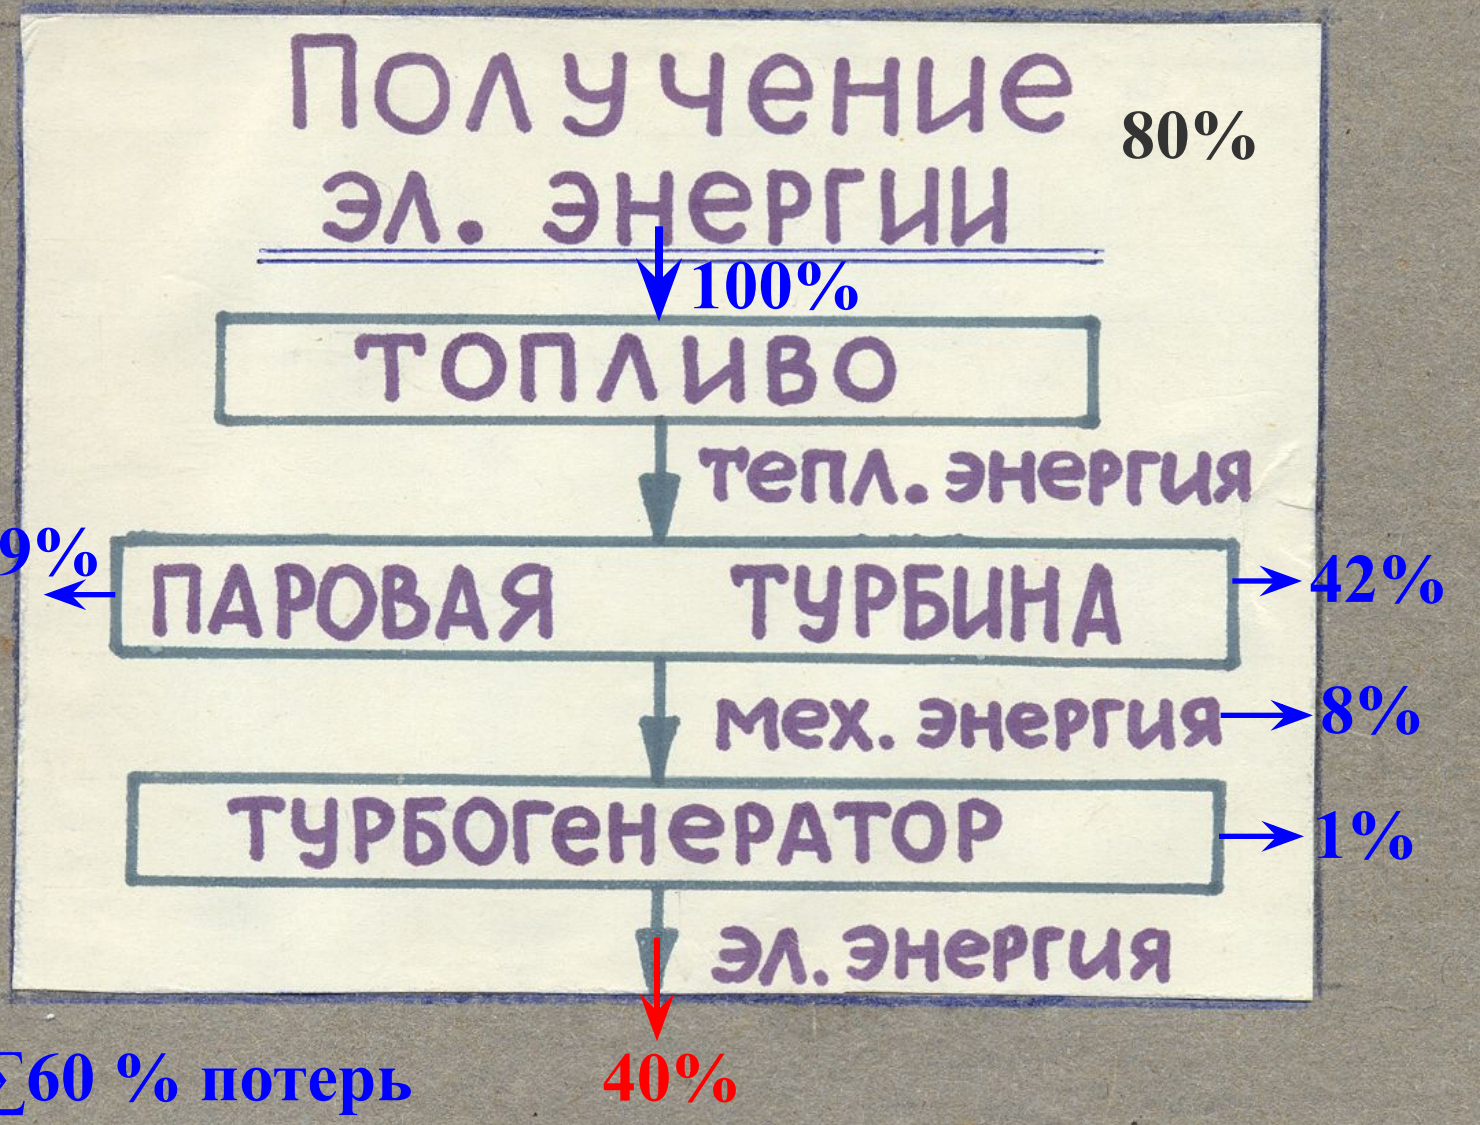 Получение
80%
эл. энергии
100%
ТОПЛИВО
тепл. энергия
9%
ПАРОВАЯ ТУРБИНА
42%
мех. энергия
8%
ТУРБОГЕНЕРАТОР
1%
эл. энергия
∑60 % потерь
40%